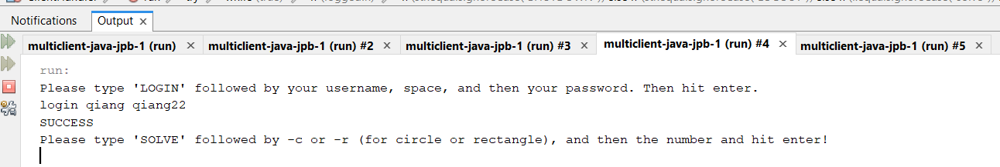 Notifications Output
multiclient-java-jpb-1 (run) multiclient-java-jpb-1 (run) #2 multiclient-java-jpb-1 (run) #3 multiclient-java-jpb-1 (run) #4 multiclient-java-jpb-1 (run) #5
run:
Please type 'LOGIN' followed by your username, space, and then your password. Then hit enter.
login qiang qiang22
SUCCESS
Please type 'SOLVE' followed by -c or -r (for circle or rectangle), and then the number and hit enter!